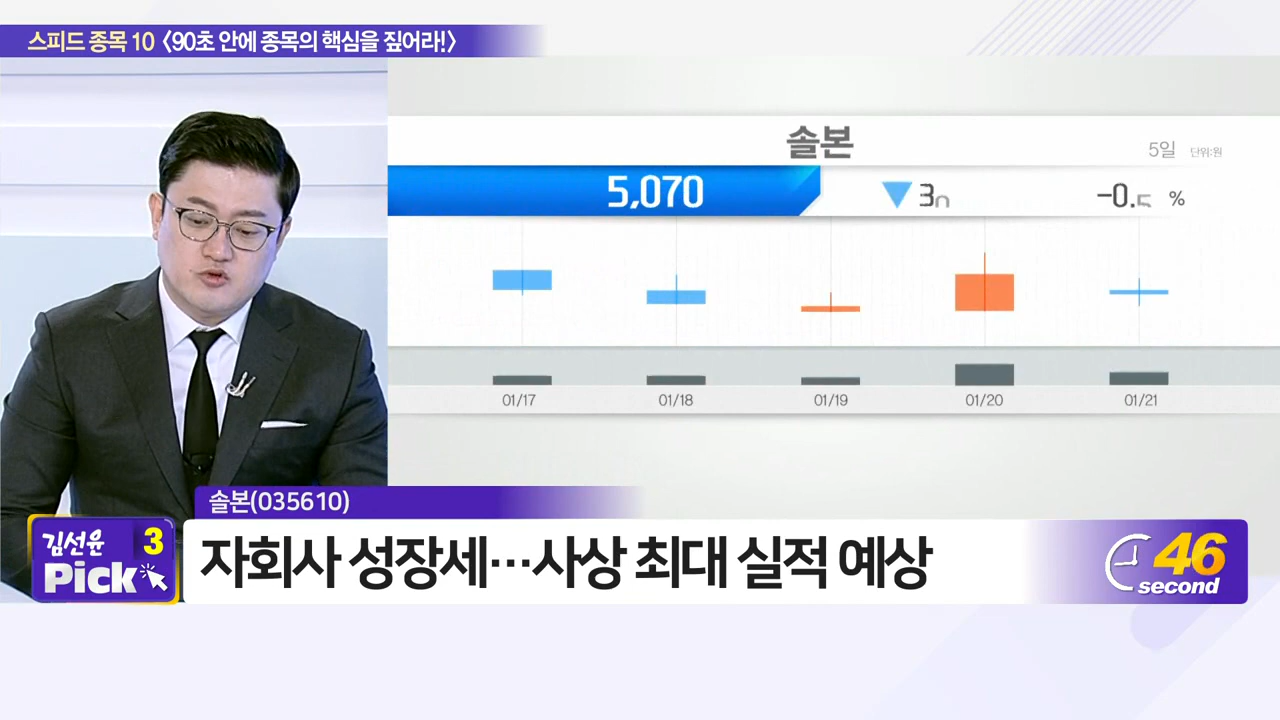 스피드 종목 10 〈90초 안에 종목의 핵심을 짚어라!〉
솔본
5일 단위:원
5,070 ▼ 30 -0.5 %
01/17 01/18 01/19 01/20 01/21
솔본(035610)
김선윤 3
Pick
자회사 성장세…사상 최대 실적 예상
46
second